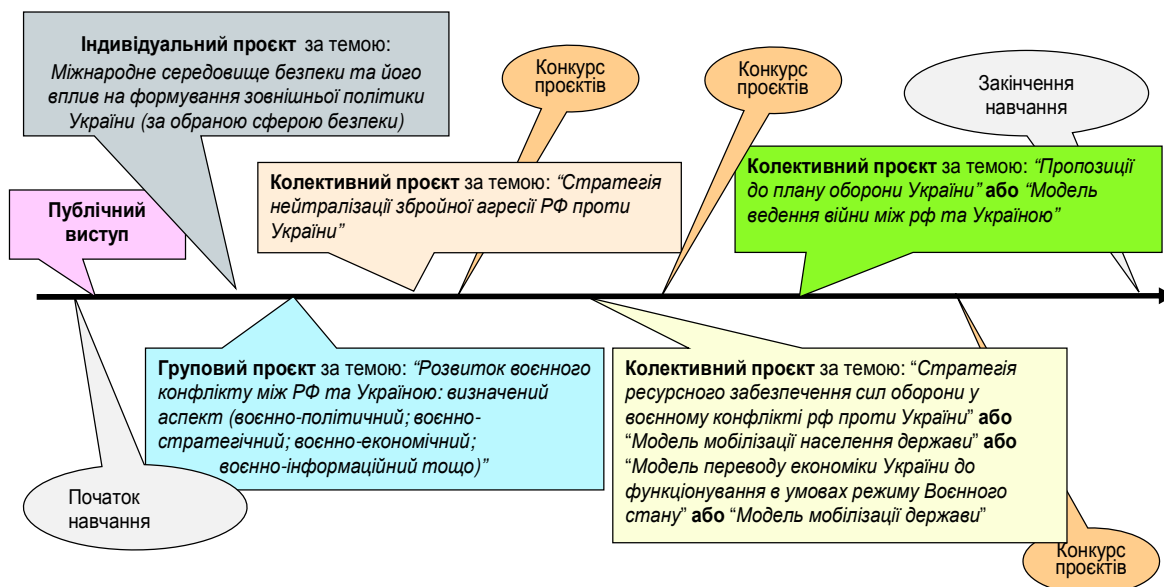 Індивідуальний проєкт за темою:
Міжнародне середовище безпеки та його
вплив на формування зовнішньої політики
України (за обраною сферою безпеки)
Конкурс
проєктів
Конкурс
проєктів
Закінчення
навчання
Публічний
виступ
Колективний проєкт за темою: “Стратегія
нейтралізації збройної агресії РФ проти
України”
Колективний проєкт за темою: “Пропозиції
до плану оборони України” або “Модель
ведення війни між рф та Україною”
Початок
навчання
Груповий проєкт за темою: “Розвиток воєнного
конфлікту між РФ та Україною: визначений
аспект (воєнно-політичний; воєнно-
стратегічний; воєнно-економічний;
воєнно-інформаційний тощо)”
Колективний проєкт за темою: “Стратегія
ресурсного забезпечення сил оборони у
воєнному конфлікті рф проти України” або
“Модель мобілізації населення держави” або
“Модель переводу економіки України до
функціонування в умовах режиму Воєнного
стану” або “Модель мобілізації держави”
Конкурс
проєктів